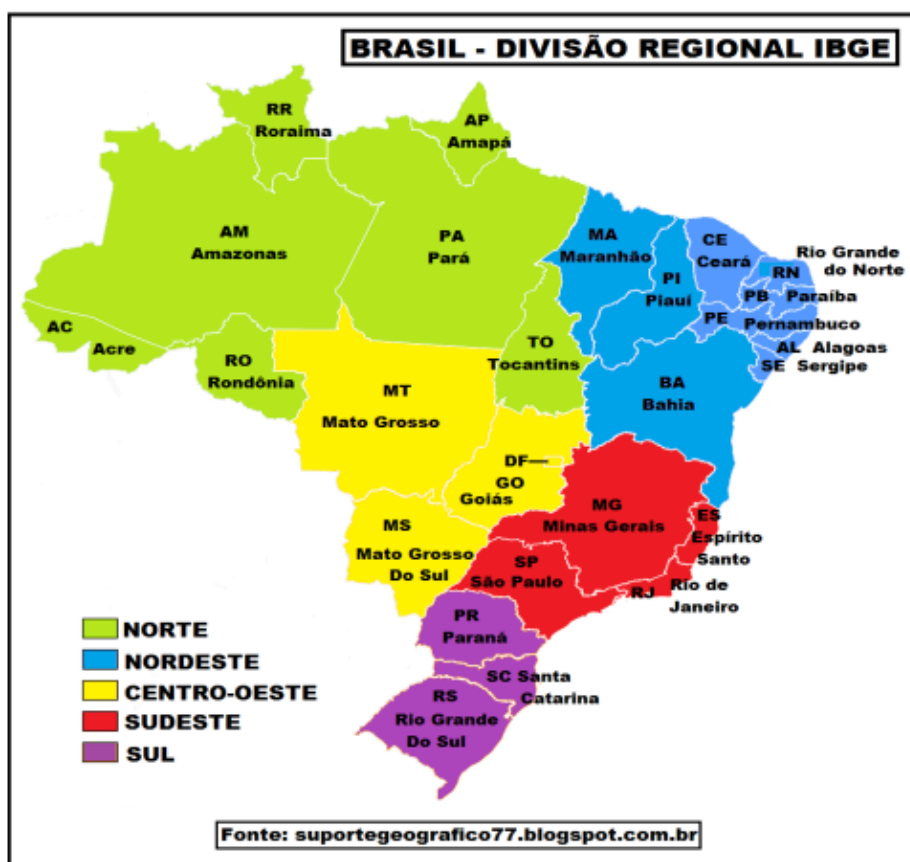 BRASIL - DIVISÃO REGIONAL IBGE
RR
Roraima
AP
Amapá
AM
Amazonas
PA
Pará
MA
Maranhão
PI
Piauí
CE
Ceará
Rio Grande
do Norte
RN
PB Paraíba
PE
Pernambuco
AL Alagoas
SE Sergipe
AC
Acre
RO
Rondônia
TO
Tocantins
MT
Mato Grosso
BA
Bahia
DF
GO
Goiás
MG
Minas Gerais
ES
Espírito
Santo
MS
Mato Grosso
Do Sul
SP
São Paulo
RJ
Rio de
Janeiro
PR
Paraná
SC Santa
Catarina
RS
Rio Grande
Do Sul
NORTE
NORDESTE
CENTRO-OESTE
SUDESTE
SUL
Fonte: suportegeografico77.blogspot.com.br